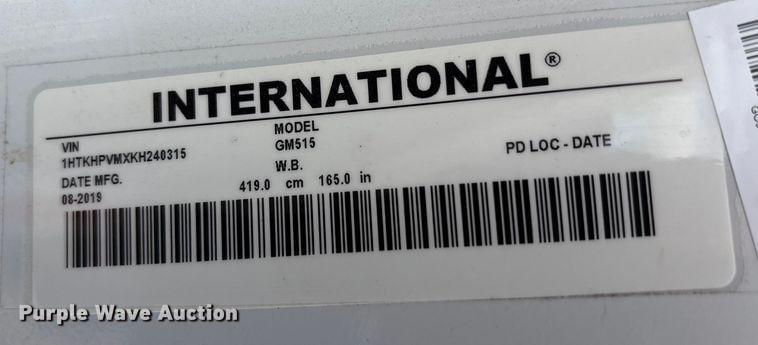 INTERNATIONAL®
VIN
1HTKHPVMXKH240315
MODEL
GM515
PD LOC - DATE
DATE MFG.
08-2019
W.B.
419.0 cm 165.0 in
Purple Wave Auction